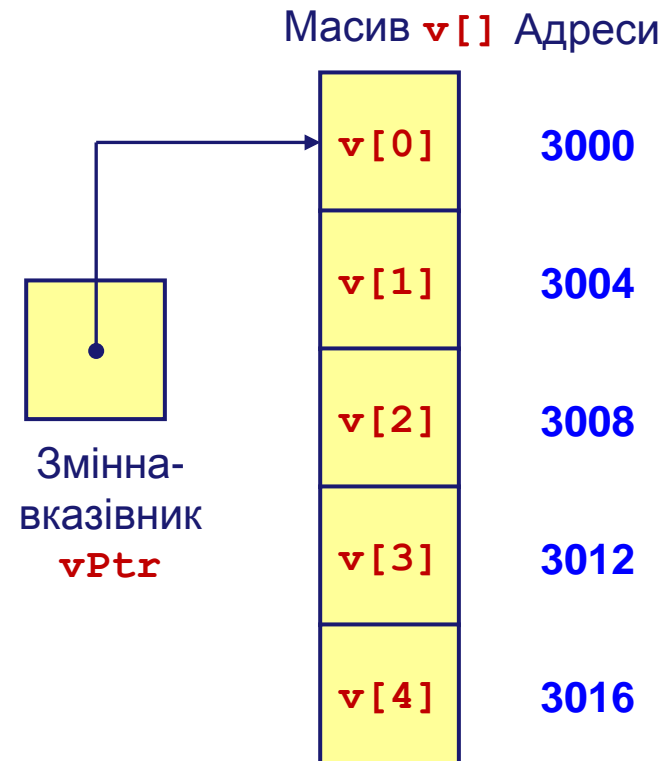 Масив v[] Адреси
v[0] 3000
v[1] 3004
v[2] 3008
Змінна-
вказівник
vPtr
v[3] 3012
v[4] 3016